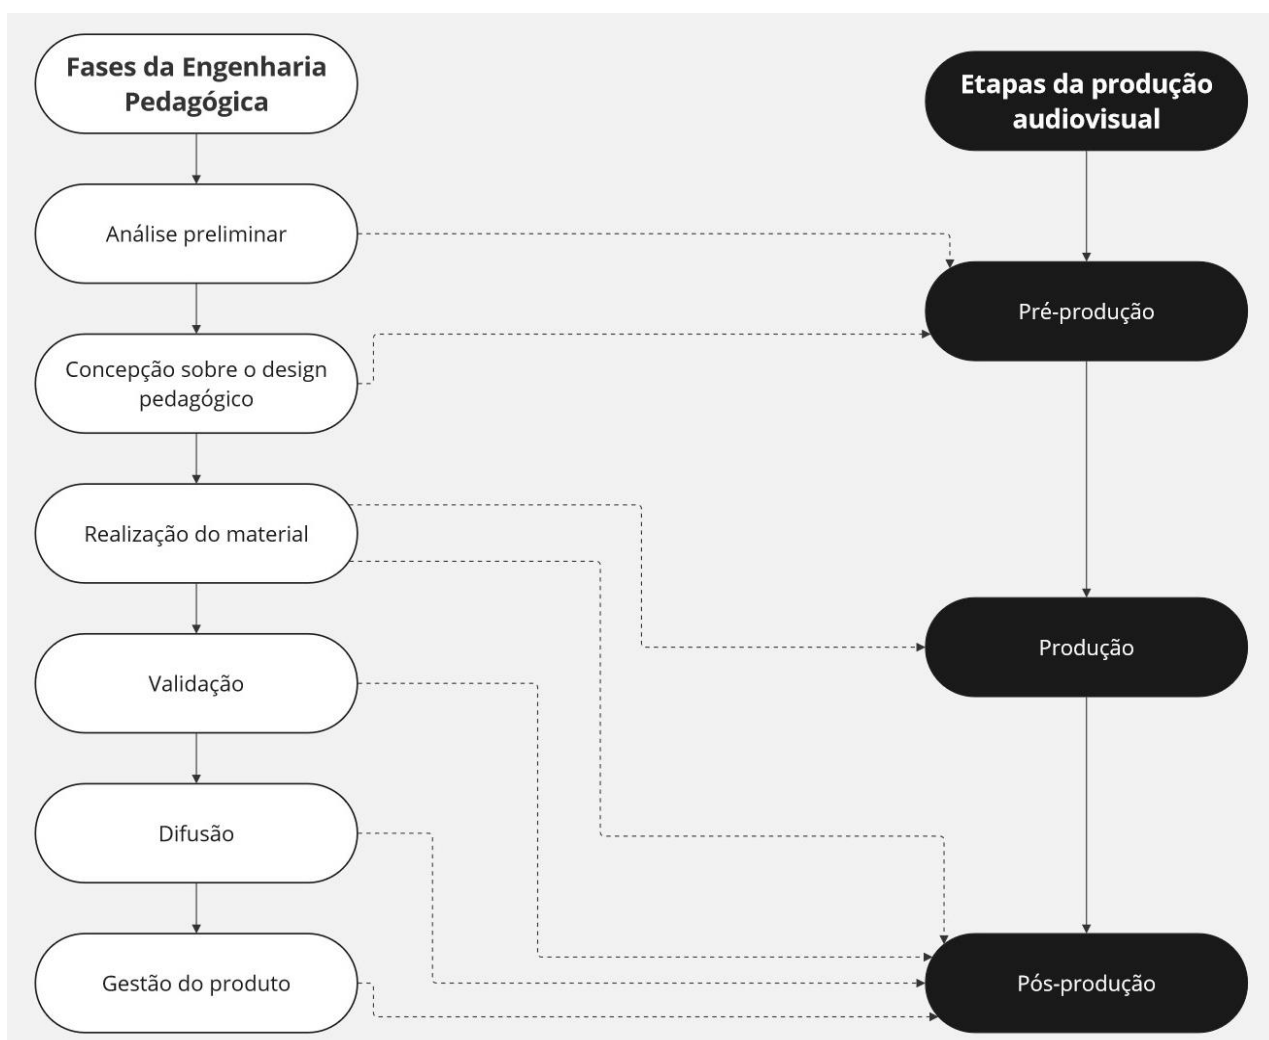 Fases da Engenharia
Pedagógica
Etapas da produção
audiovisual
Análise preliminar
Pré-produção
Concepção sobre o design
pedagógico
Realização do material
Produção
Validação
Difusão
Gestão do produto
Pós-produção